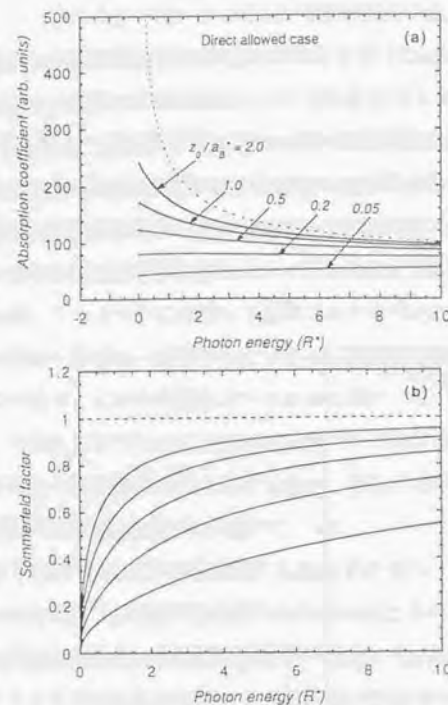 Direct allowed case
(a)
500
400
300
200
100
0
z₀/a_B* = 2.0
1.0
0.5
0.2
0.05
-2 0 2 4 6 8 10
Absorption coefficient (arb. units)
Photon energy (R*)
(b)
1.2
1
0.8
0.6
0.4
0.2
0
0 2 4 6 8 10
Sommerfeld factor
Photon energy (R*)